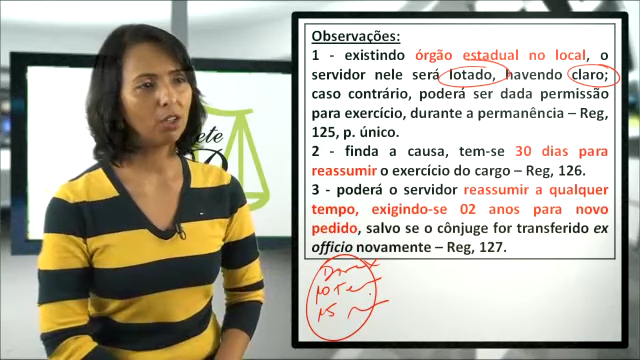 Observações:
1 - existindo órgão estadual no local, o
servidor nele será lotado, havendo claro;
caso contrário, poderá ser dada permissão
para exercício, durante a permanência – Reg,
125, p. único.
2 - finda a causa, tem-se 30 dias para
reassumir o exercício do cargo – Reg, 126.
3 - poderá o servidor reassumir a qualquer
tempo, exigindo-se 02 anos para novo
pedido, salvo se o cônjuge for transferido ex
officio novamente – Reg, 127.